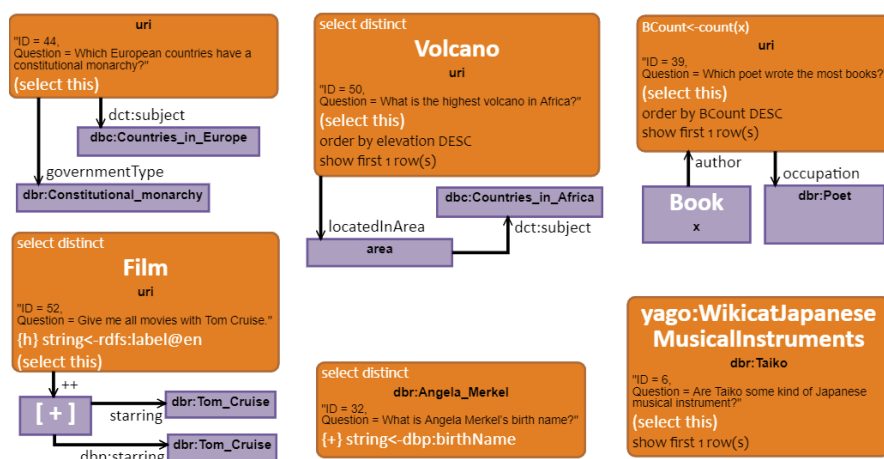 uri
"ID = 44,
Question = Which European countries have a
constitutional monarchy?"
(select this)
dct:subject
dbc:Countries_in_Europe
governmentType
dbr:Constitutional_monarchy
select distinct
Volcano
uri
"ID = 50,
Question = What is the highest volcano in Africa?"
(select this)
order by elevation DESC
show first 1 row(s)
dbc:Countries_in_Africa
locatedInArea
dct:subject
area
BCount<-count(x)
uri
"ID = 39,
Question = Which poet wrote the most books?
(select this)
order by BCount DESC
show first 1 row(s)
author
occupation
Book
x
dbr:Poet
select distinct
Film
uri
"ID = 52,
Question = Give me all movies with Tom Cruise."
{h} string<-rdfs:label@en
(select this)
++
[ + ]
starring
dbr:Tom_Cruise
dbp:starring
dbr:Tom_Cruise
select distinct
dbr:Angela_Merkel
"ID = 32,
Question = What is Angela Merkel's birth name?"
{+} string<-dbp:birthName
yago:WikicatJapanese
MusicalInstruments
dbr:Taiko
"ID = 6,
Question = Are Taiko some kind of Japanese
musical instrument?"
(select this)
show first 1 row(s)